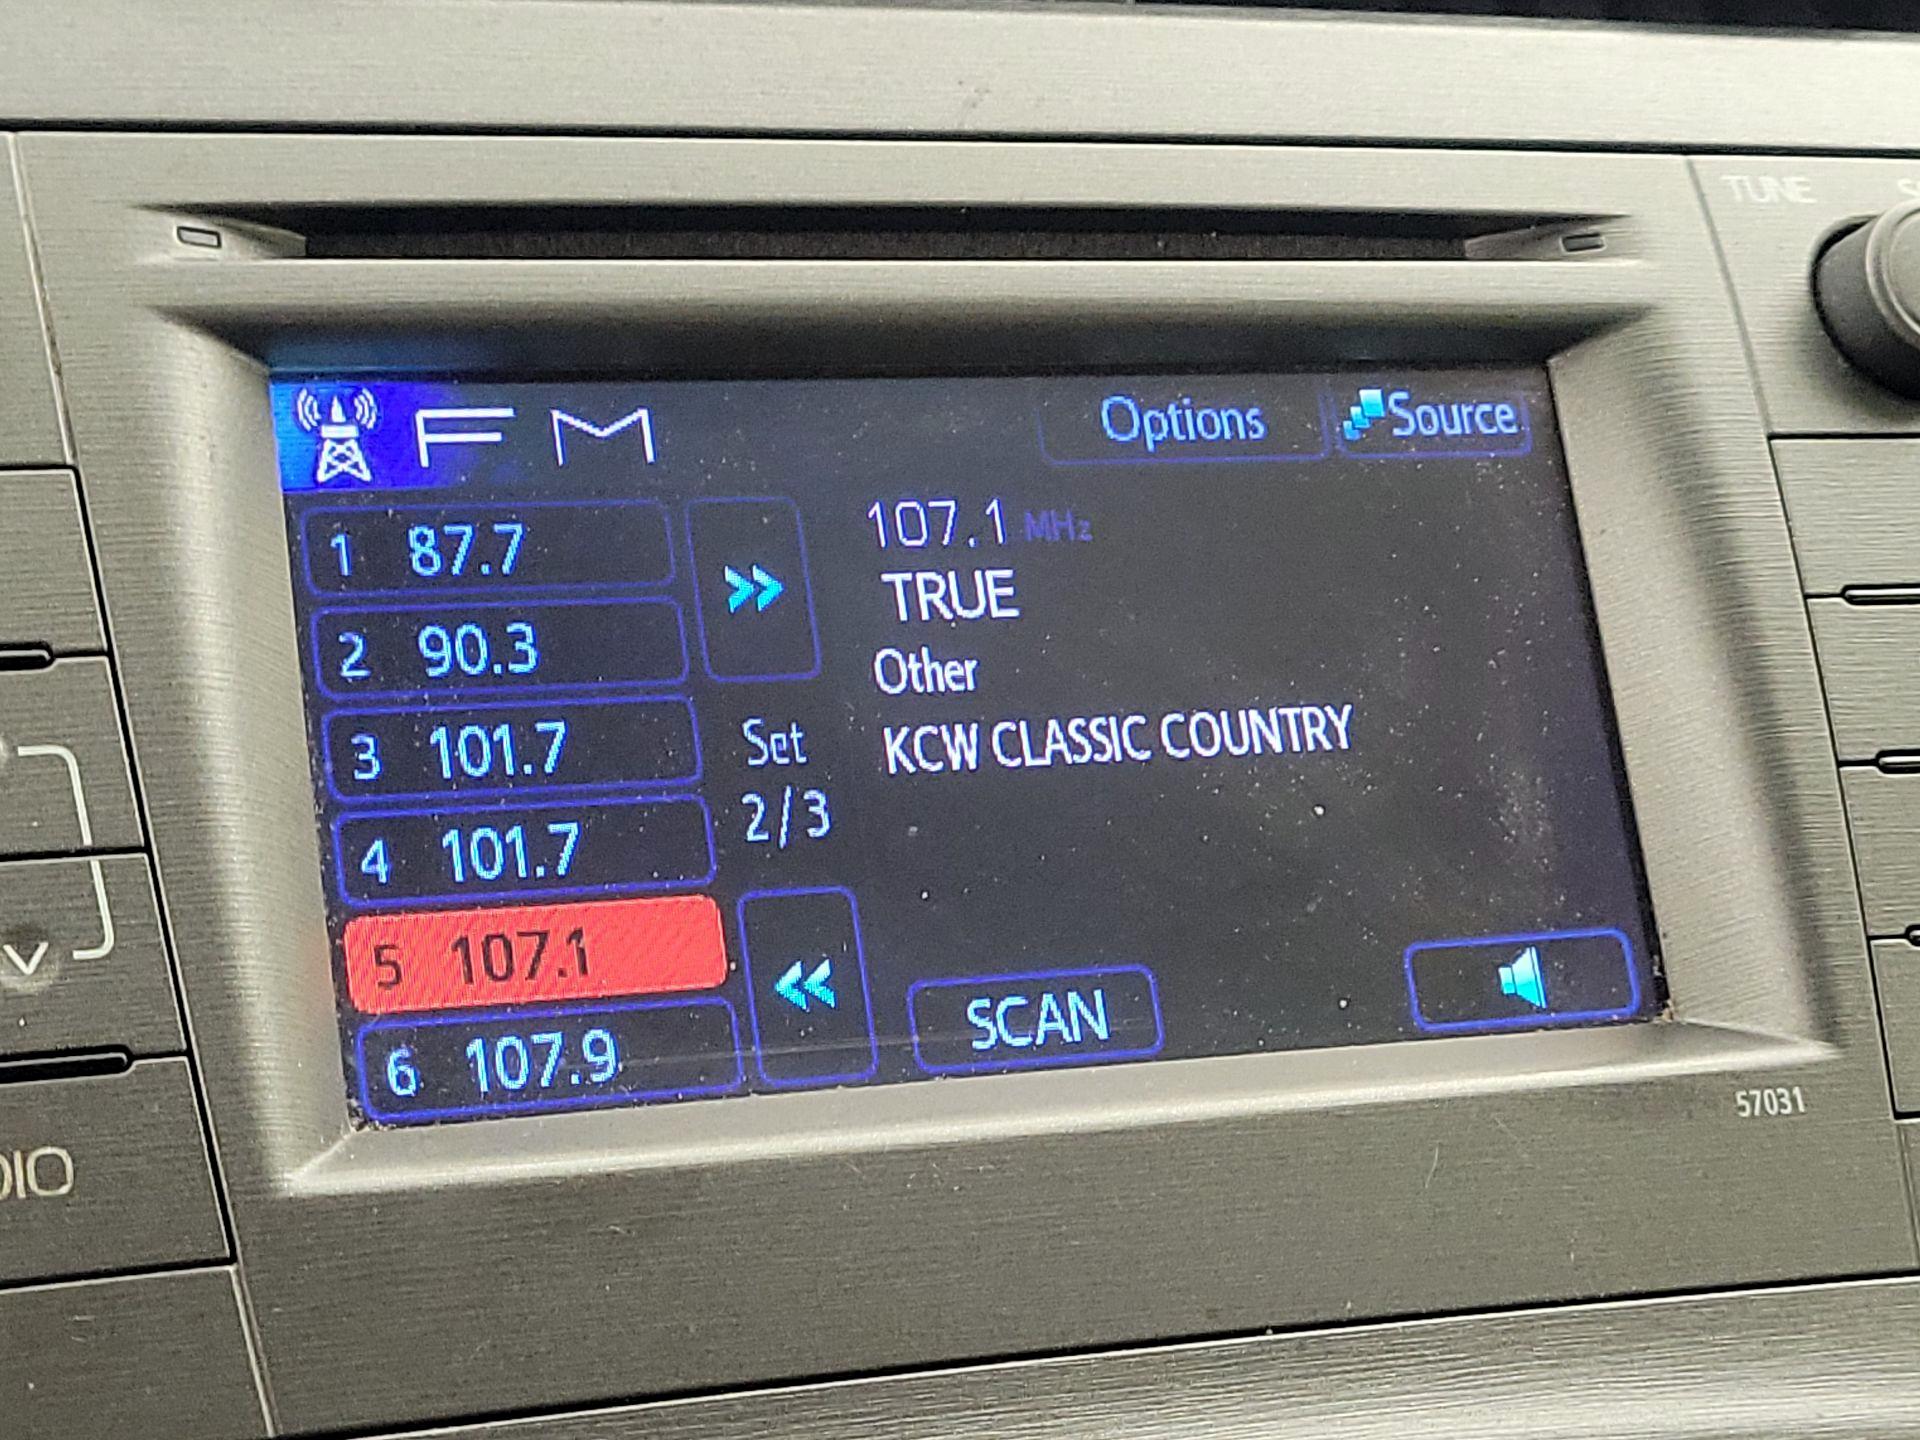 TUNE
FM
Options
Source
1 87.7
2 90.3
3 101.7
4 101.7
5 107.1
6 107.9
»
Set
2/3
«
107.1 MHz
TRUE
Other
KCW CLASSIC COUNTRY
SCAN
57031